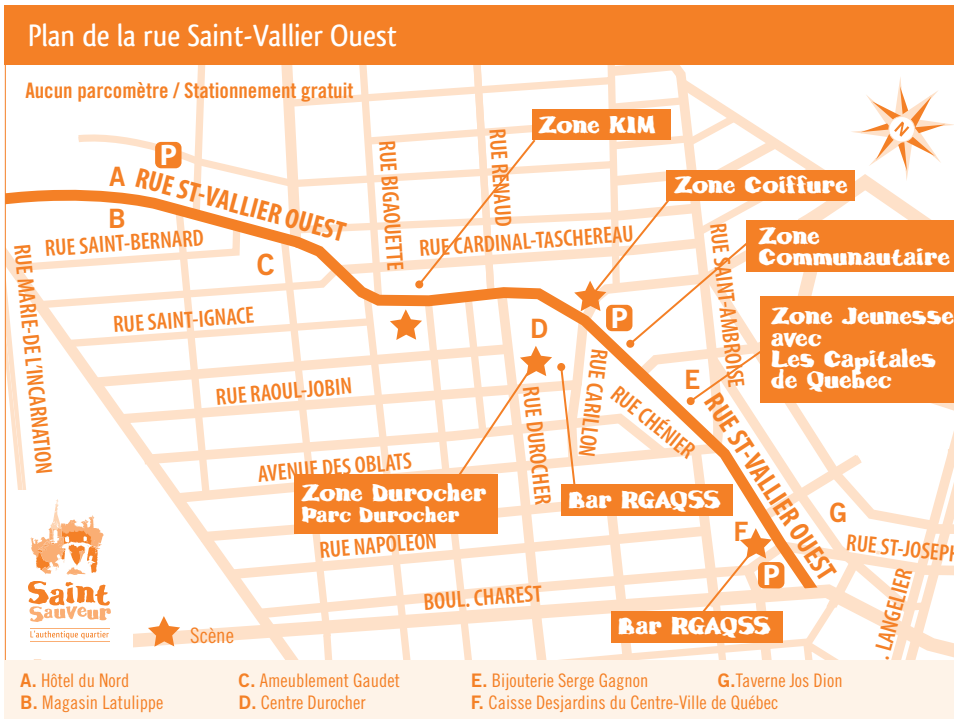 Plan de la rue Saint-Vallier Ouest
Aucun parcomètre / Stationnement gratuit
Zone KIM
P
N
A
RUE ST-VALLIER OUEST
RUE BIGAOUETTE
RUE RENAUD
Zone Coiffure
B
RUE SAINT-BERNARD
RUE CARDINAL-TASCHEREAU
RUE SAINT-AMBROSE
Zone
Communautaire
C
RUE MARIE-DE L'INCARNATION
RUE SAINT-IGNACE
D
P
Zone Jeunesse
avec
Les Capitales
de Quebec
RUE RAOUL-JOBIN
RUE DUROCHER
RUE CARILLON
RUE CHÉNIER
E
RUE ST-VALLIER OUEST
AVENUE DES OBLATS
Zone Durocher
Parc Durocher
Bar RGAQSS
G
RUE NAPOLEON
F
RUE ST-JOSEPH
P
BOUL. CHAREST
LANGELIER
Bar RGAQSS
Saint
Sauveur
L'authentique quartier
Scène
A. Hôtel du Nord
B. Magasin Latulippe
C. Ameublement Gaudet
D. Centre Durocher
E. Bijouterie Serge Gagnon
F. Caisse Desjardins du Centre-Ville de Québec
G.Taverne Jos Dion